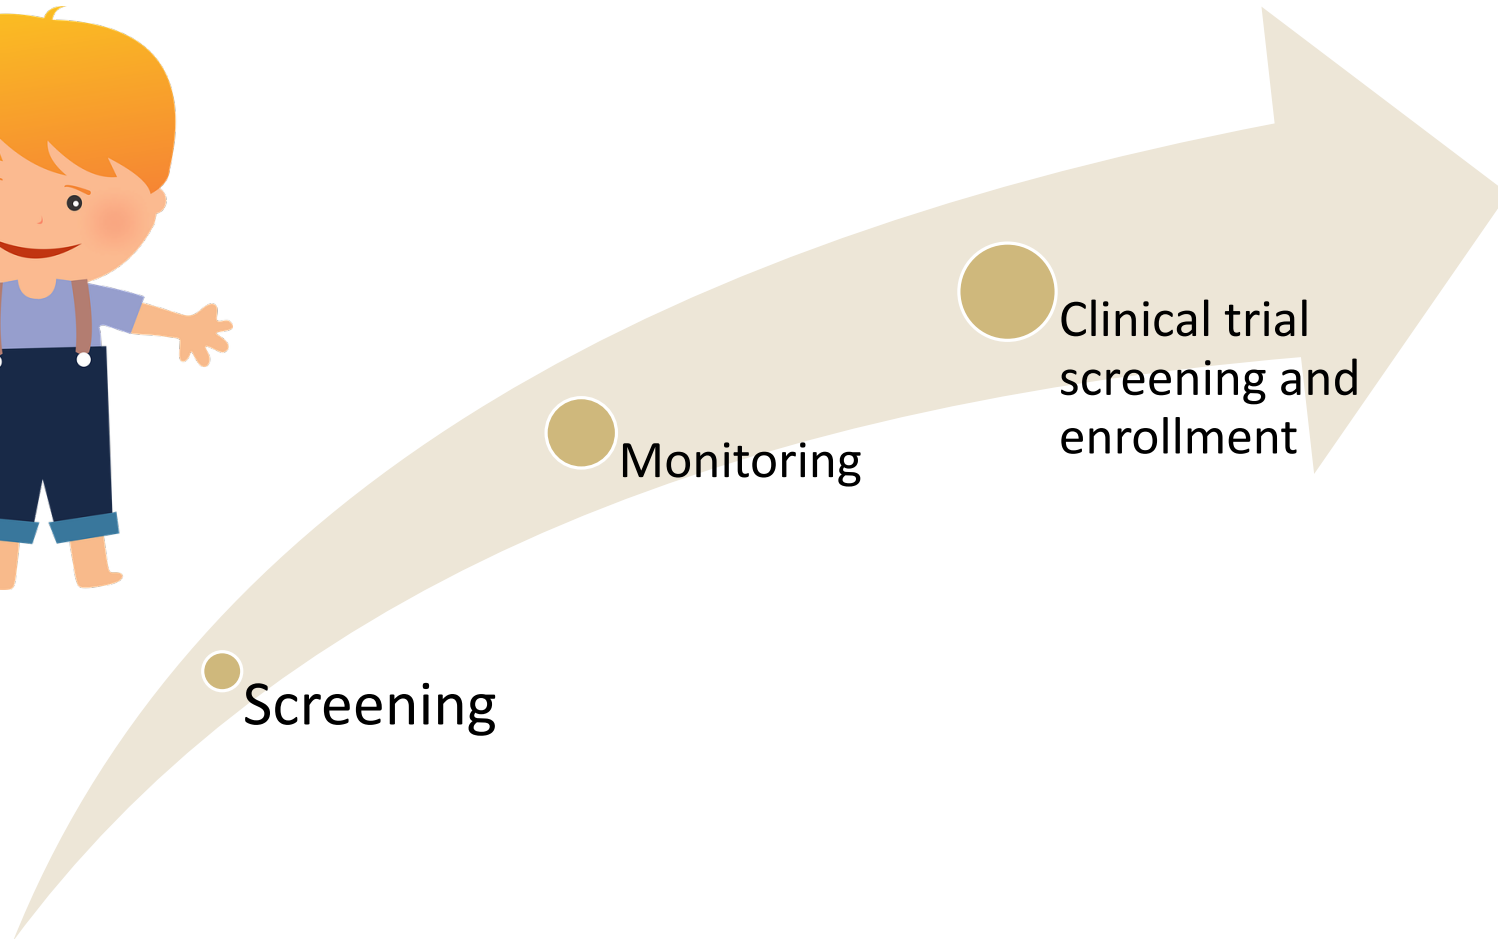 Clinical trial
screening and
enrollment
Monitoring
Screening